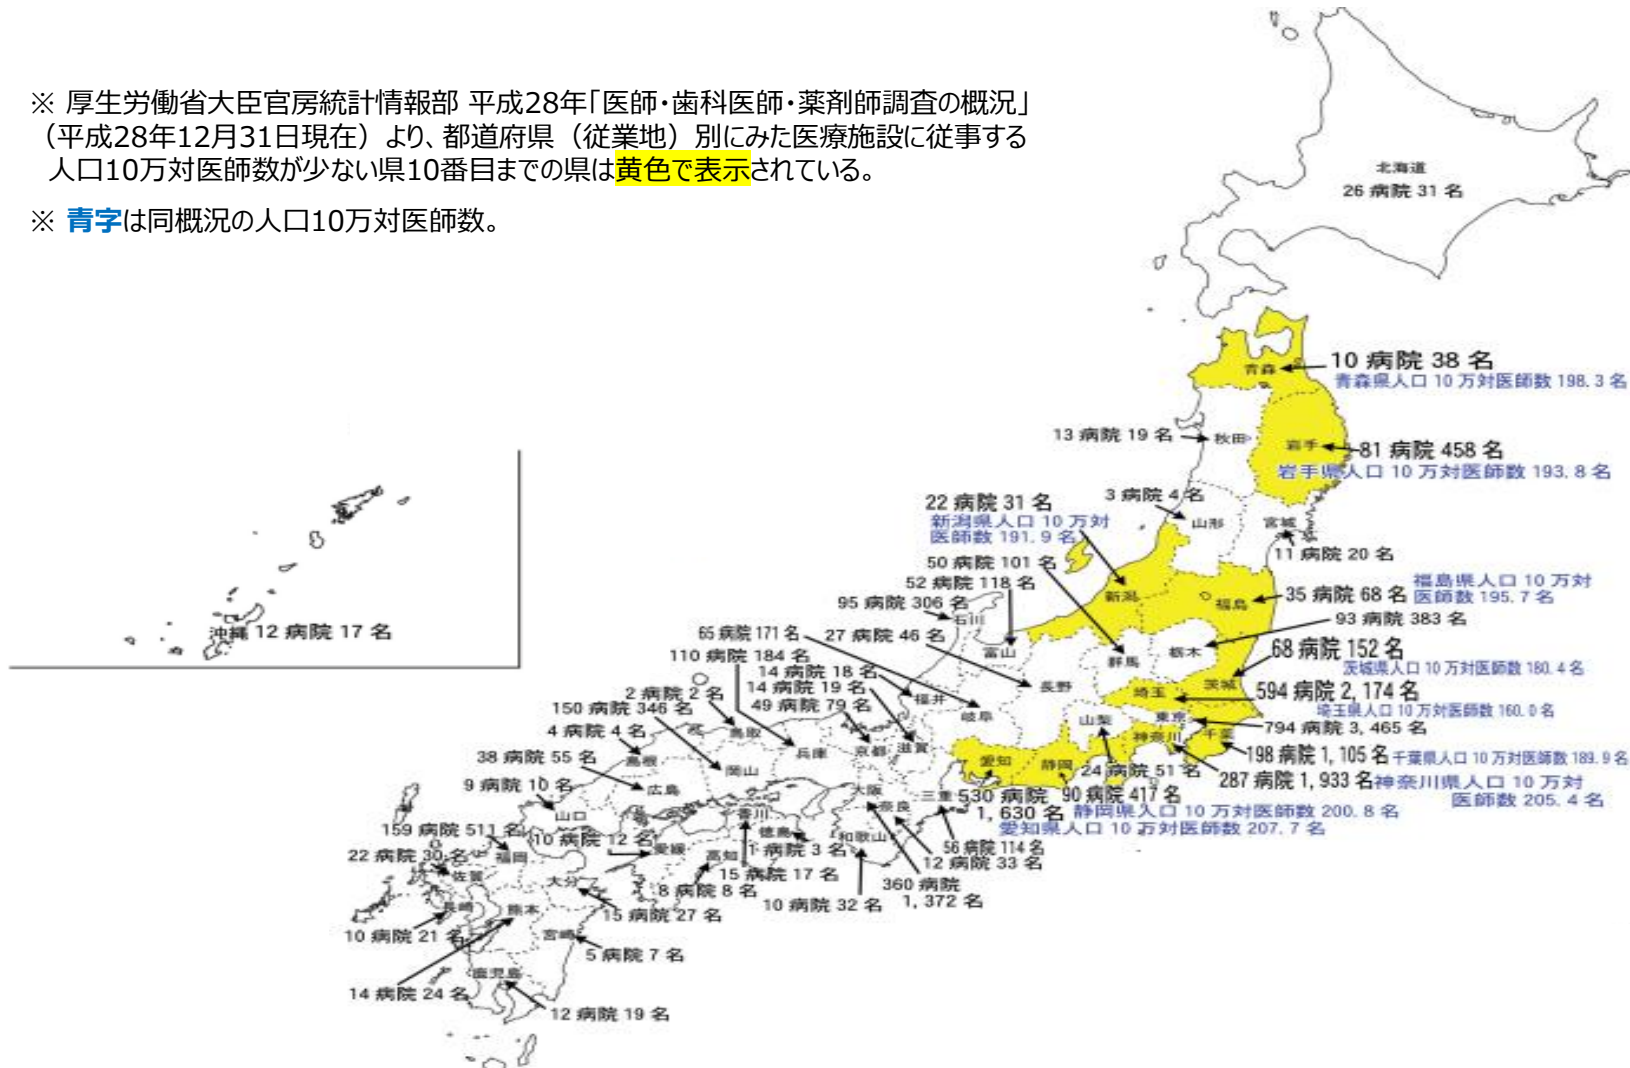 ※ 厚生労働省大臣官房統計情報部 平成28年「医師・歯科医師・薬剤師調査の概況」
（平成28年12月31日現在）より、都道府県（従業地）別にみた医療施設に従事する
人口10万対医師数が少ない県10番目までの県は黄色で表示されている。
※ 青字は同概況の人口10万対医師数。
北海道
26 病院 31 名
青森
10 病院 38 名
青森県人口 10 万対医師数 198.3 名
13 病院 19 名
秋田
岩手
81 病院 458 名
岩手県人口 10 万対医師数 193.8 名
3 病院 4 名
山形
宮城
11 病院 20 名
22 病院 31 名
新潟県人口 10 万対
医師数 191.9 名
新潟
福島
35 病院 68 名
福島県人口 10 万対
医師数 195.7 名
50 病院 101 名
52 病院 118 名
95 病院 306 名
石川
93 病院 383 名
65 病院 171 名
27 病院 46 名
富山
群馬
栃木
68 病院 152 名
茨城県人口 10 万対医師数 180.4 名
110 病院 184 名
14 病院 18 名
14 病院 19 名
49 病院 79 名
福井
長野
埼玉
茨城
594 病院 2,174 名
埼玉県人口 10 万対医師数 160.0 名
2 病院 2 名
150 病院 346 名
4 病院 4 名
岐阜
山梨
東京
794 病院 3,465 名
38 病院 55 名
鳥取
島根
兵庫
京都
滋賀
神奈川
千葉
198 病院 1,105 名
千葉県人口 10 万対医師数 189.9 名
岡山
愛知
静岡
24 病院 51 名
287 病院 1,933 名
神奈川県人口 10 万対
医師数 205.4 名
9 病院 10 名
広島
大阪
奈良
三重
530 病院
1,630 名
90 病院 417 名
静岡県人口 10 万対医師数 200.8 名
愛知県人口 10 万対医師数 207.7 名
山口
香川
徳島
和歌山
159 病院 511 名
10 病院 12 名
1 病院 3 名
56 病院 114 名
12 病院 33 名
22 病院 30 名
福岡
愛媛
高知
15 病院 17 名
360 病院
1,372 名
佐賀
大分
8 病院 8 名
10 病院 32 名
長崎
熊本
15 病院 27 名
10 病院 21 名
宮崎
5 病院 7 名
鹿児島
14 病院 24 名
12 病院 19 名
沖縄 12 病院 17 名